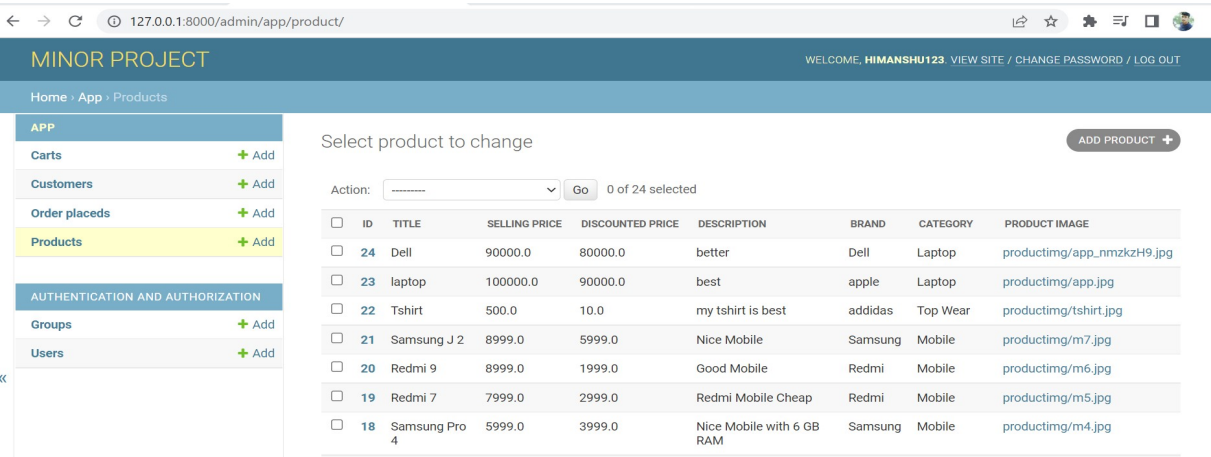 127.0.0.1:8000/admin/app/product/
MINOR PROJECT
WELCOME, HIMANSHU123. VIEW SITE / CHANGE PASSWORD / LOG OUT
Home › App › Products
APP
Carts + Add
Customers + Add
Order placeds + Add
Products + Add
AUTHENTICATION AND AUTHORIZATION
Groups + Add
Users + Add
«
Select product to change
ADD PRODUCT +
Action: --------- Go 0 of 24 selected
ID TITLE SELLING PRICE DISCOUNTED PRICE DESCRIPTION BRAND CATEGORY PRODUCT IMAGE
24 Dell 90000.0 80000.0 better Dell Laptop productimg/app_nmzkzH9.jpg
23 laptop 100000.0 90000.0 best apple Laptop productimg/app.jpg
22 Tshirt 500.0 10.0 my tshirt is best addidas Top Wear productimg/tshirt.jpg
21 Samsung J 2 8999.0 5999.0 Nice Mobile Samsung Mobile productimg/m7.jpg
20 Redmi 9 8999.0 1999.0 Good Mobile Redmi Mobile productimg/m6.jpg
19 Redmi 7 7999.0 2999.0 Redmi Mobile Cheap Redmi Mobile productimg/m5.jpg
18 Samsung Pro 5999.0 3999.0 Nice Mobile with 6 GB Samsung Mobile productimg/m4.jpg
4 RAM